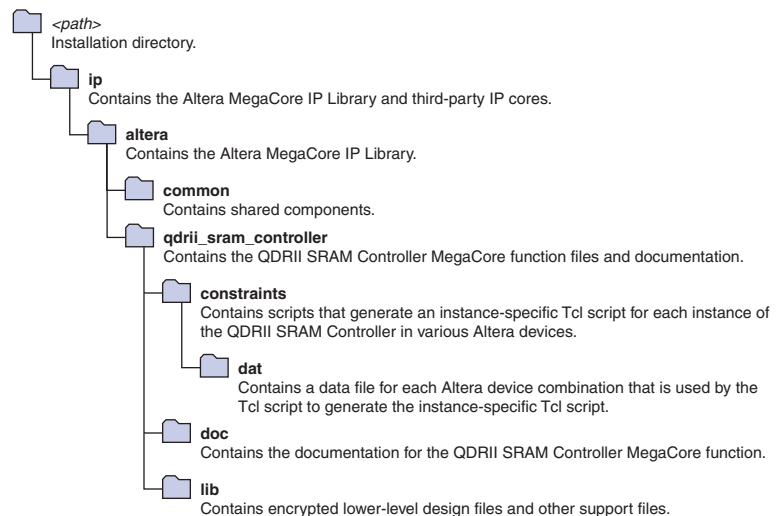 <path>
Installation directory.
ip
Contains the Altera MegaCore IP Library and third-party IP cores.
altera
Contains the Altera MegaCore IP Library.
common
Contains shared components.
qdrii_sram_controller
Contains the QDRII SRAM Controller MegaCore function files and documentation.
constraints
Contains scripts that generate an instance-specific Tcl script for each instance of
the QDRII SRAM Controller in various Altera devices.
dat
Contains a data file for each Altera device combination that is used by the
Tcl script to generate the instance-specific Tcl script.
doc
Contains the documentation for the QDRII SRAM Controller MegaCore function.
lib
Contains encrypted lower-level design files and other support files.